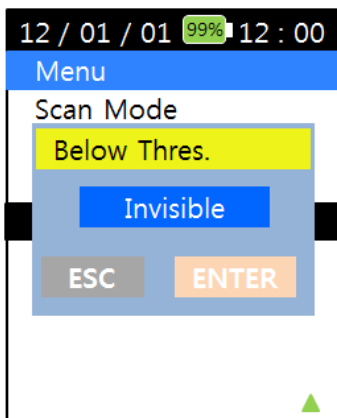 12 / 01 / 01 99% 12 : 00
Menu
Scan Mode
Below Thres.
Invisible
ESC ENTER